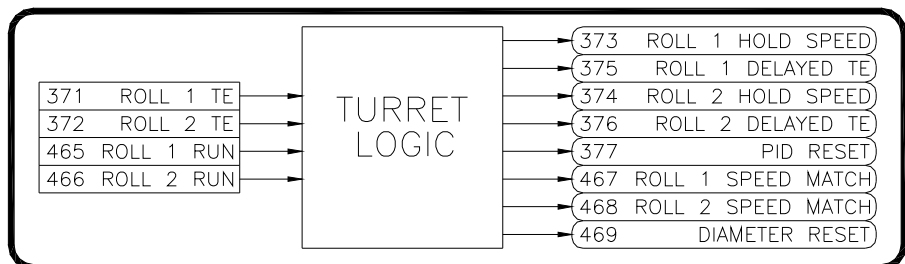 371 ROLL 1 TE
372 ROLL 2 TE
465 ROLL 1 RUN
466 ROLL 2 RUN
TURRET
LOGIC
373 ROLL 1 HOLD SPEED
375 ROLL 1 DELAYED TE
374 ROLL 2 HOLD SPEED
376 ROLL 2 DELAYED TE
377 PID RESET
467 ROLL 1 SPEED MATCH
468 ROLL 2 SPEED MATCH
469 DIAMETER RESET